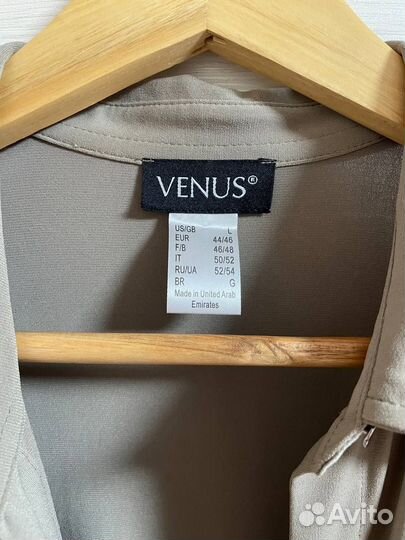 VENUS®
US/GB L
EUR 44/46
F/B 46/48
IT 50/52
RU/UA 52/54
BR G
Made in United Arab
Emirates
Avito